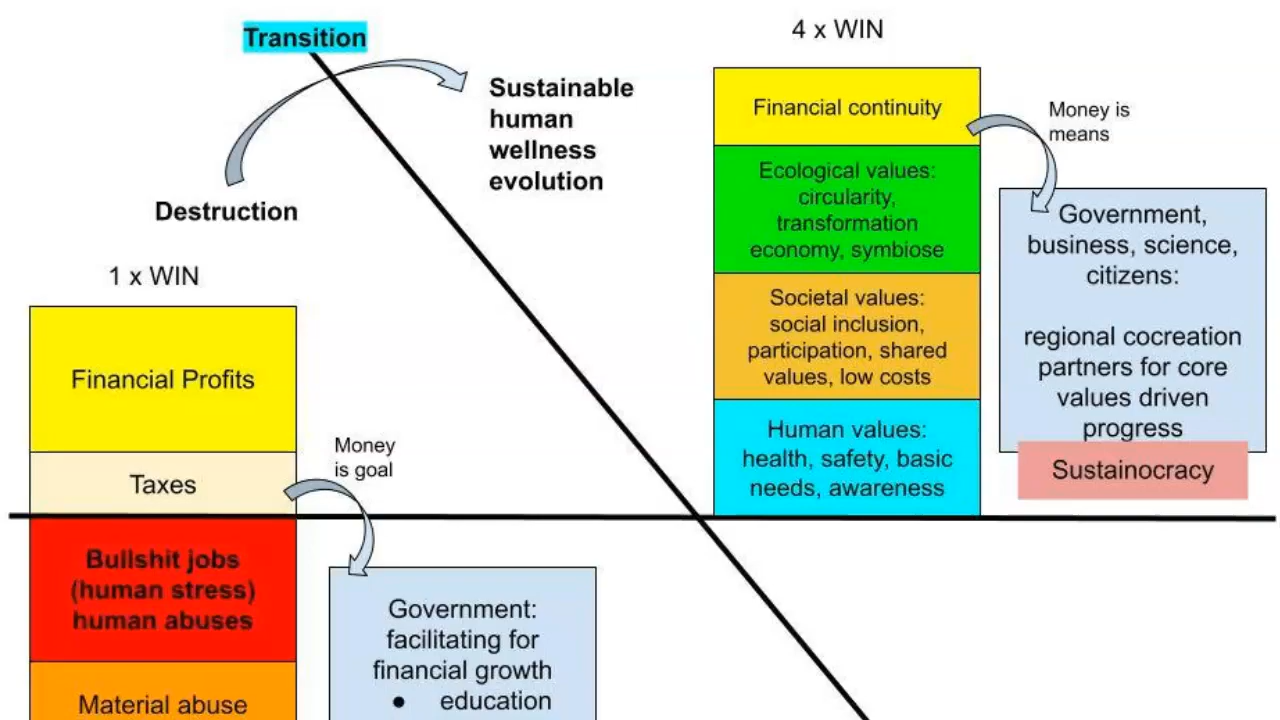 Transition
Sustainable
human
wellness
evolution
Destruction
1 x WIN
Financial Profits
Taxes
Money
is goal
Bullshit jobs
(human stress)
human abuses
Material abuse
Government:
facilitating for
financial growth
● education
4 x WIN
Financial continuity
Money is
means
Ecological values:
circularity,
transformation
economy, symbiose
Societal values:
social inclusion,
participation, shared
values, low costs
Human values:
health, safety, basic
needs, awareness
Government,
business, science,
citizens:
regional cocreation
partners for core
values driven
progress
Sustainocracy